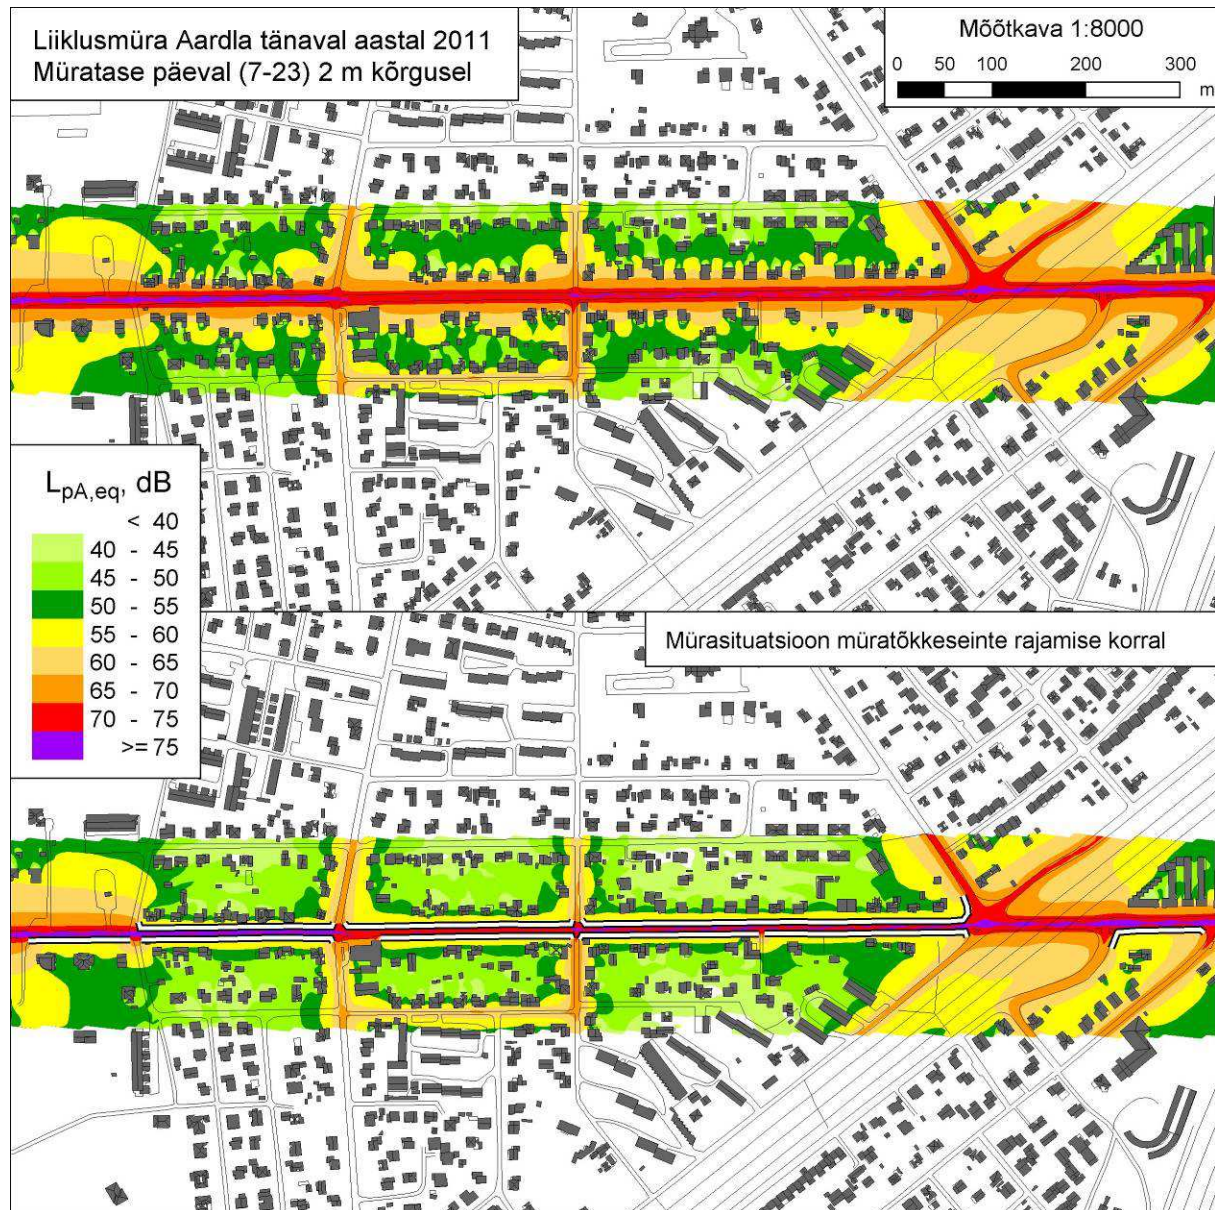 Liiklusmüra Aardla tänaval aastal 2011
Müratase päeval (7-23) 2 m kõrgusel
Mõõtkava 1:8000
0 50 100 200 300
m
L_pA,eq, dB
< 40
40 - 45
45 - 50
50 - 55
55 - 60
60 - 65
65 - 70
70 - 75
>= 75
Mürasituatsioon müratõkkeseinte rajamise korral